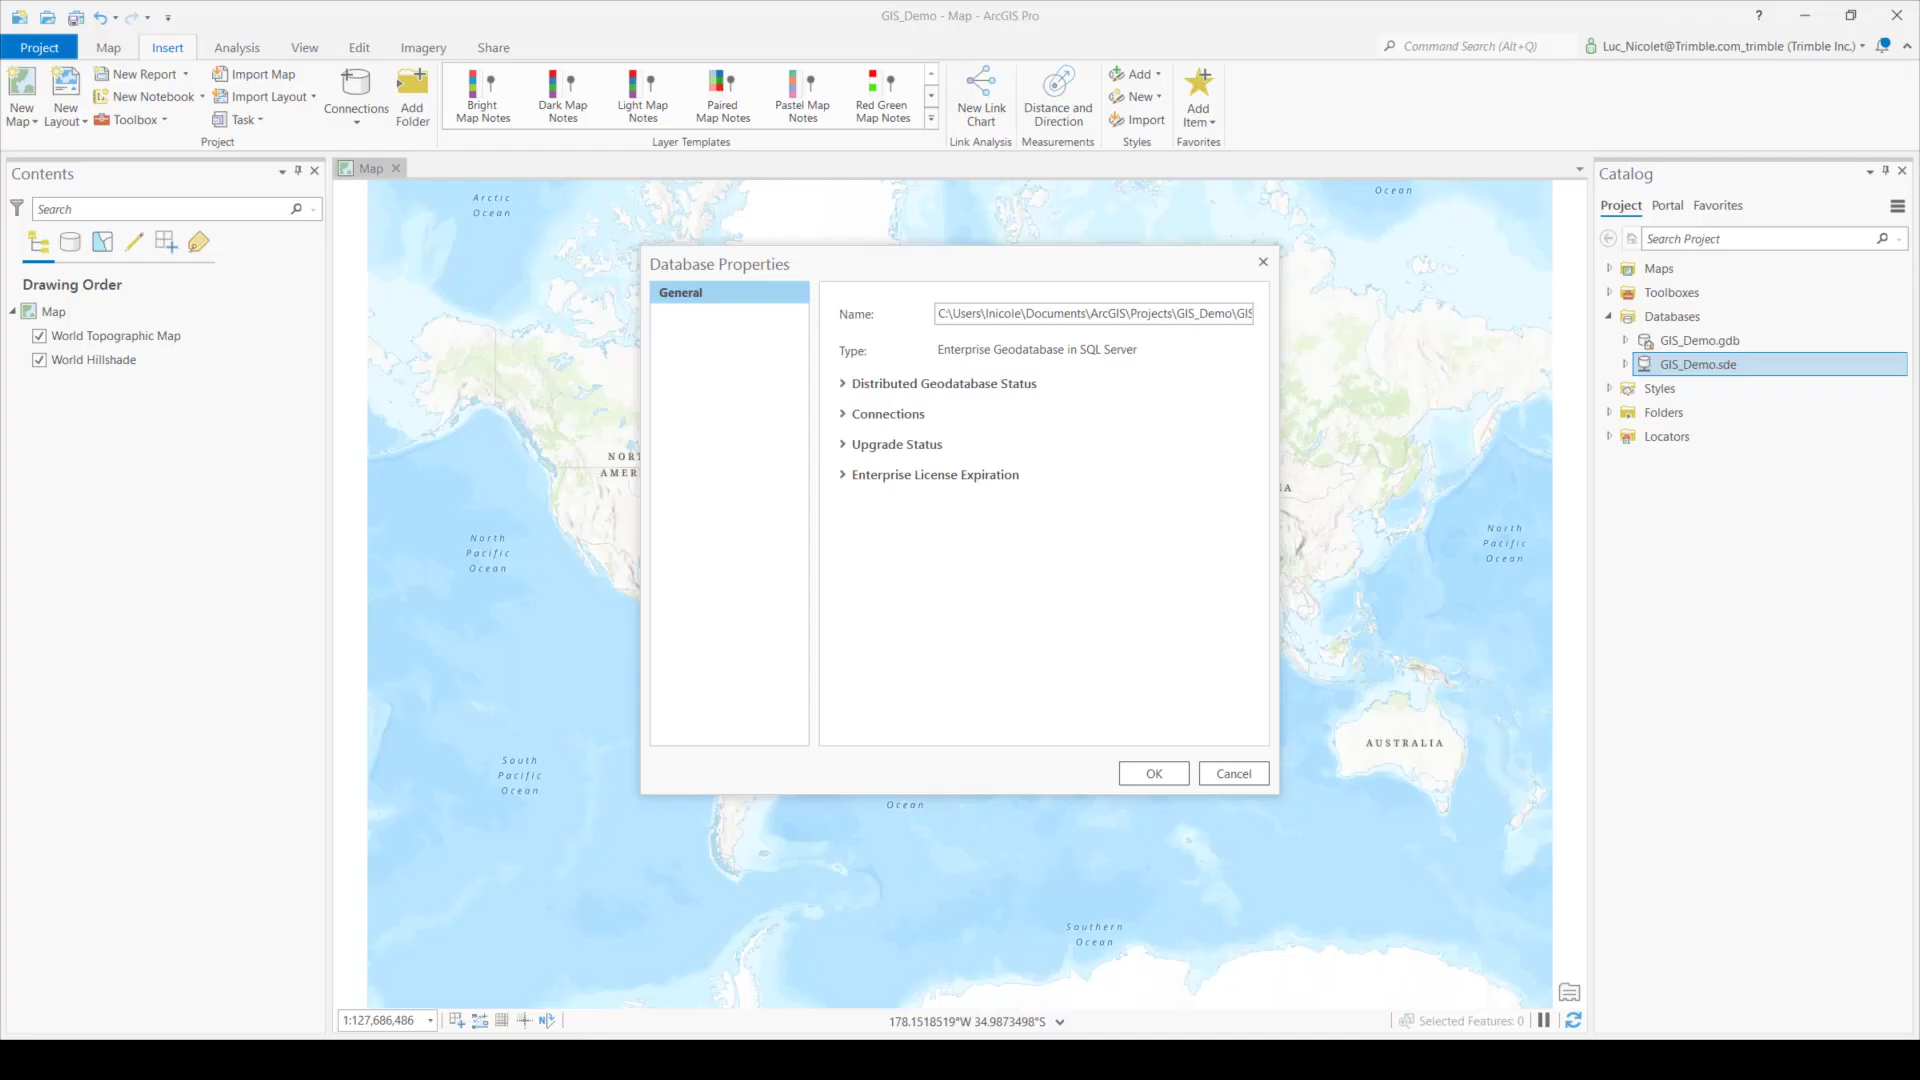 GIS_Demo - Map - ArcGIS Pro
?
Project
Map
Insert
Analysis
View
Edit
Imagery
Share
Command Search (Alt+Q)
Luc_Nicolet@Trimble.com_trimble (Trimble Inc.)
New Map
New Layout
New Report
New Notebook
Toolbox
Import Map
Import Layout
Task
Connections
Add Folder
Project
Bright Map Notes
Dark Map Notes
Light Map Notes
Paired Map Notes
Pastel Map Notes
Red Green Map Notes
Layer Templates
New Link Chart
Link Analysis
Distance and Direction
Measurements
Add
New
Import
Styles
Add Item
Favorites
Contents
Search
Drawing Order
Map
World Topographic Map
World Hillshade
Map
Arctic
Ocean
Ocean
NORT
AMER
IA
North
Pacific
Ocean
North
Pacific
Ocean
South
Pacific
Ocean
Ocean
AUSTRALIA
Southern
Ocean
Database Properties
General
Name:
C:\Users\lnicole\Documents\ArcGIS\Projects\GIS_Demo\GIS
Type:
Enterprise Geodatabase in SQL Server
Distributed Geodatabase Status
Connections
Upgrade Status
Enterprise License Expiration
OK
Cancel
Catalog
Project
Portal
Favorites
Search Project
Maps
Toolboxes
Databases
GIS_Demo.gdb
GIS_Demo.sde
Styles
Folders
Locators
1:127,686,486
178.1518519°W 34.9873498°S
Selected Features: 0